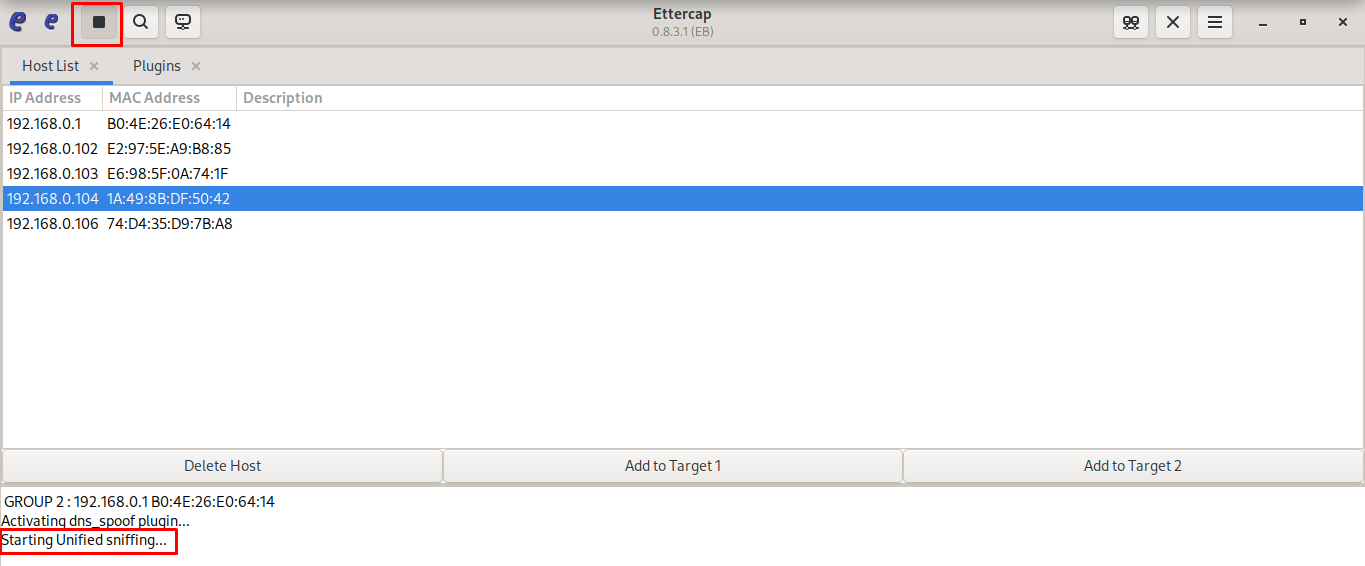 Ettercap
0.8.3.1 (EB)
Host List
Plugins
IP Address MAC Address Description
192.168.0.1 B0:4E:26:E0:64:14
192.168.0.102 E2:97:5E:A9:B8:85
192.168.0.103 E6:98:5F:0A:74:1F
192.168.0.104 1A:49:8B:DF:50:42
192.168.0.106 74:D4:35:D9:7B:A8
Delete Host
Add to Target 1
Add to Target 2
GROUP 2 : 192.168.0.1 B0:4E:26:E0:64:14
Activating dns_spoof plugin...
Starting Unified sniffing...